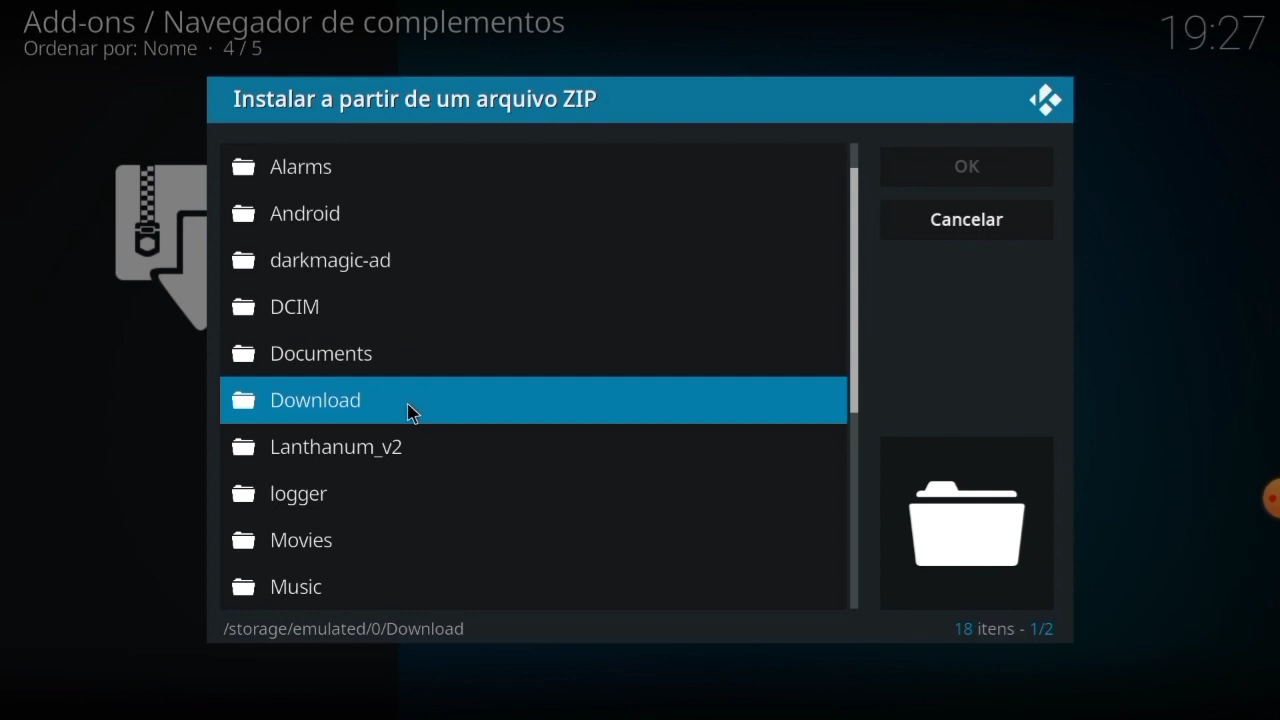 Add-ons / Navegador de complementos
19:27
Ordenar por: Nome · 4 / 5
Instalar a partir de um arquivo ZIP
Alarms
OK
Android
Cancelar
darkmagic-ad
DCIM
Documents
Download
Lanthanum_v2
logger
Movies
Music
/storage/emulated/0/Download
18 itens - 1/2